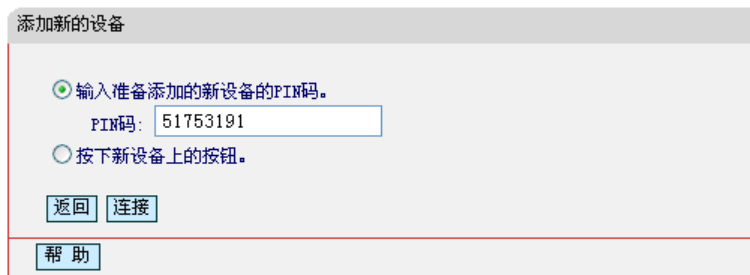 添加新的设备
输入准备添加的新设备的PIN码。
PIN码: 51753191
按下新设备上的按钮。
返回 连接
帮 助